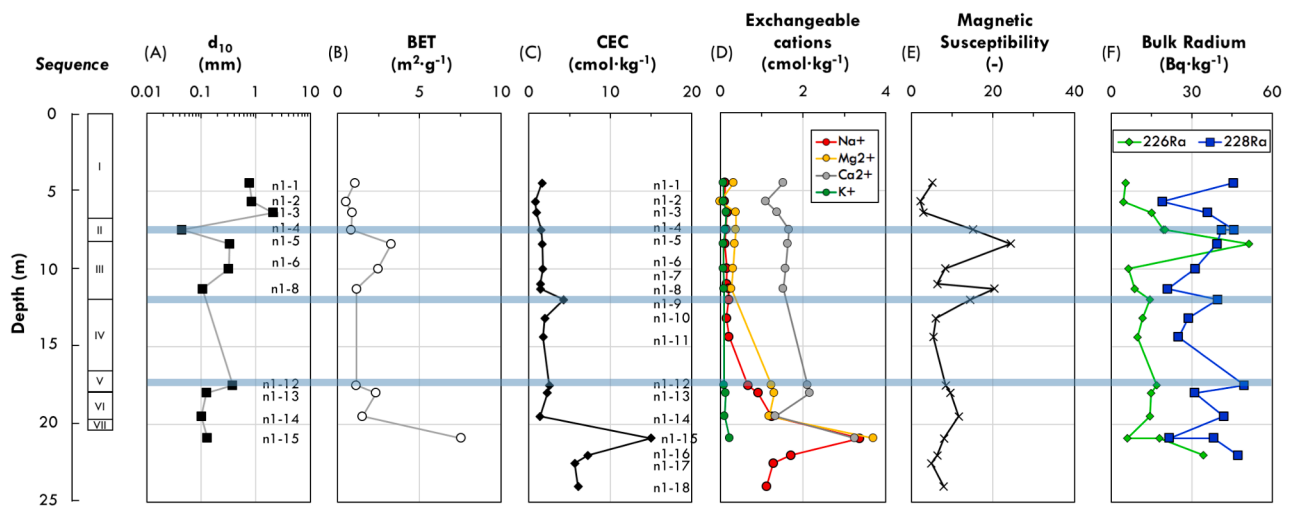 Sequence
(A)
d10
(mm)
0.01 0.1 1 10
(B)
BET
(m²·g⁻¹)
0 5 10
(C)
CEC
(cmol·kg⁻¹)
0 10 20
(D)
Exchangeable
cations
(cmol·kg⁻¹)
0 2 4
(E)
Magnetic
Susceptibility
(-)
0 20 40
(F)
Bulk Radium
(Bq·kg⁻¹)
0 30 60
Depth (m)
0
5
10
15
20
25
I
II
III
IV
V
VI
VII
n1-1
n1-2
n1-3
n1-4
n1-5
n1-6
n1-8
n1-12
n1-13
n1-14
n1-15
n1-1
n1-2
n1-3
n1-4
n1-5
n1-6
n1-7
n1-8
n1-9
n1-10
n1-11
n1-12
n1-13
n1-14
n1-15
n1-16
n1-17
n1-18
Na+
Mg2+
Ca2+
K+
226Ra 228Ra